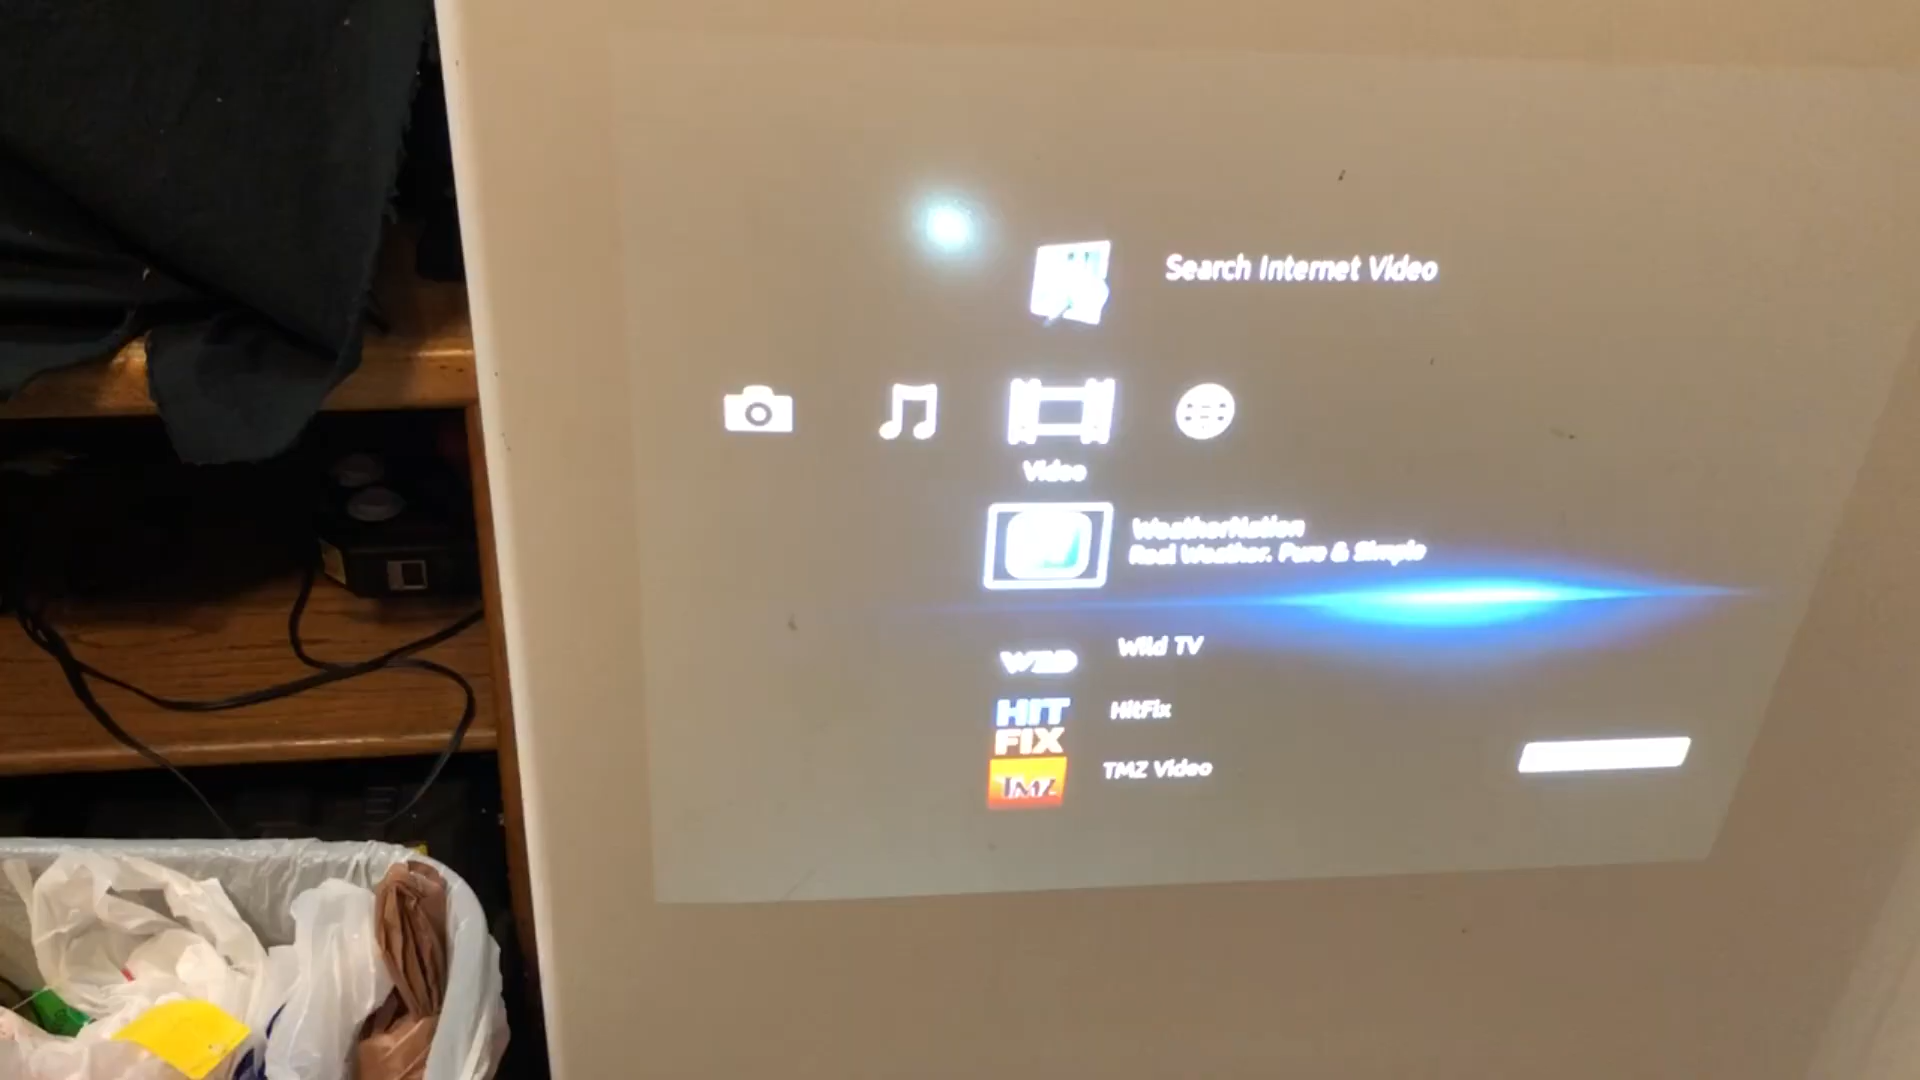 Search Internet Video
Video
WeatherNation
Real Weather. Pure & Simple
WILD
Wild TV
HIT
FIX
HitFix
TMZ
TMZ Video